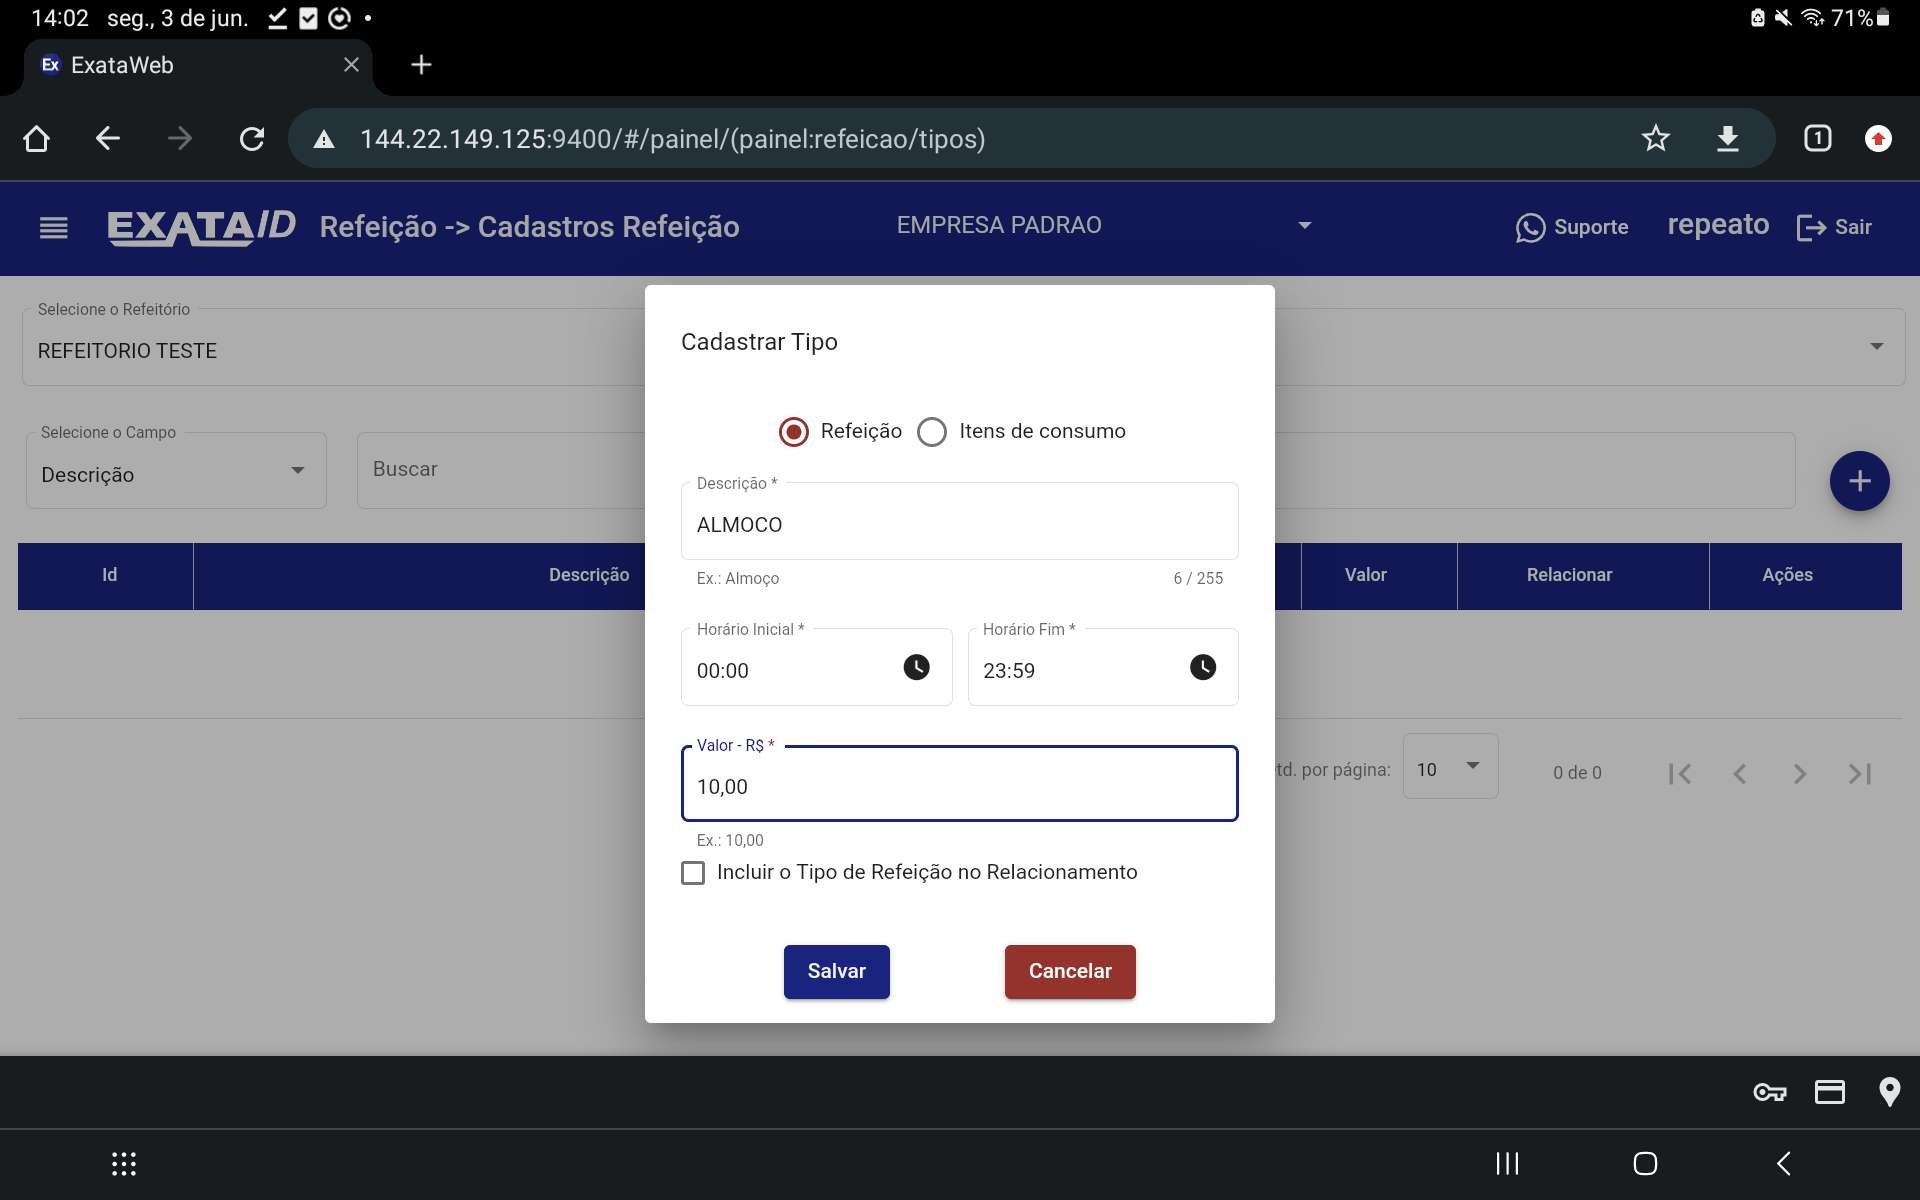 14:02 seg., 3 de jun. 71%
Ex ExataWeb
144.22.149.125:9400/#/painel/(painel:refeicao/tipos) 1
EXATAID Refeição -> Cadastros Refeição EMPRESA PADRAO Suporte repeato Sair
Selecione o Refeitório
REFEITORIO TESTE
Selecione o Campo
Descrição
Buscar
Id Descrição Valor Relacionar Ações
td. por página: 10 0 de 0
Cadastrar Tipo
Refeição Itens de consumo
Descrição *
ALMOCO
Ex.: Almoço 6 / 255
Horário Inicial * Horário Fim *
00:00 23:59
Valor - R$ *
10,00
Ex.: 10,00
Incluir o Tipo de Refeição no Relacionamento
Salvar Cancelar